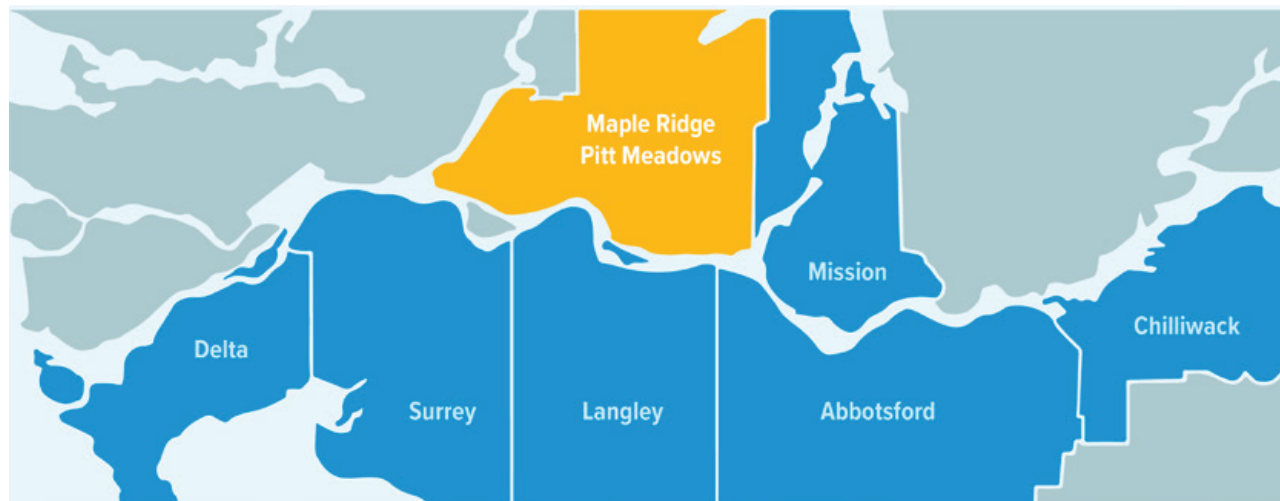 Maple Ridge
Pitt Meadows
Mission
Chilliwack
Delta
Surrey
Langley
Abbotsford